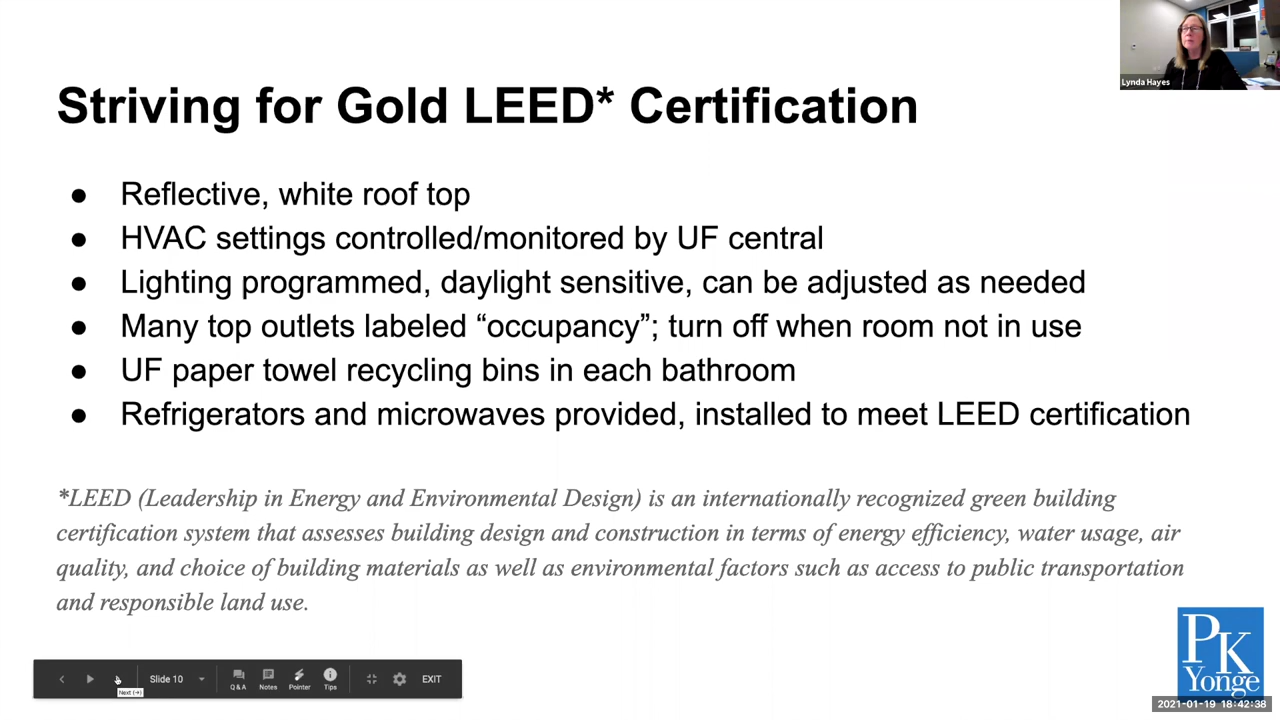 Lynda Hayes
Striving for Gold LEED* Certification
● Reflective, white roof top
● HVAC settings controlled/monitored by UF central
● Lighting programmed, daylight sensitive, can be adjusted as needed
● Many top outlets labeled “occupancy”; turn off when room not in use
● UF paper towel recycling bins in each bathroom
● Refrigerators and microwaves provided, installed to meet LEED certification
*LEED (Leadership in Energy and Environmental Design) is an internationally recognized green building
certification system that assesses building design and construction in terms of energy efficiency, water usage, air
quality, and choice of building materials as well as environmental factors such as access to public transportation
and responsible land use.
PK
Yonge
Slide 10
Q & A
Notes
Pointer
Tips
EXIT
Next (→)
2021-01-19 18:42:38